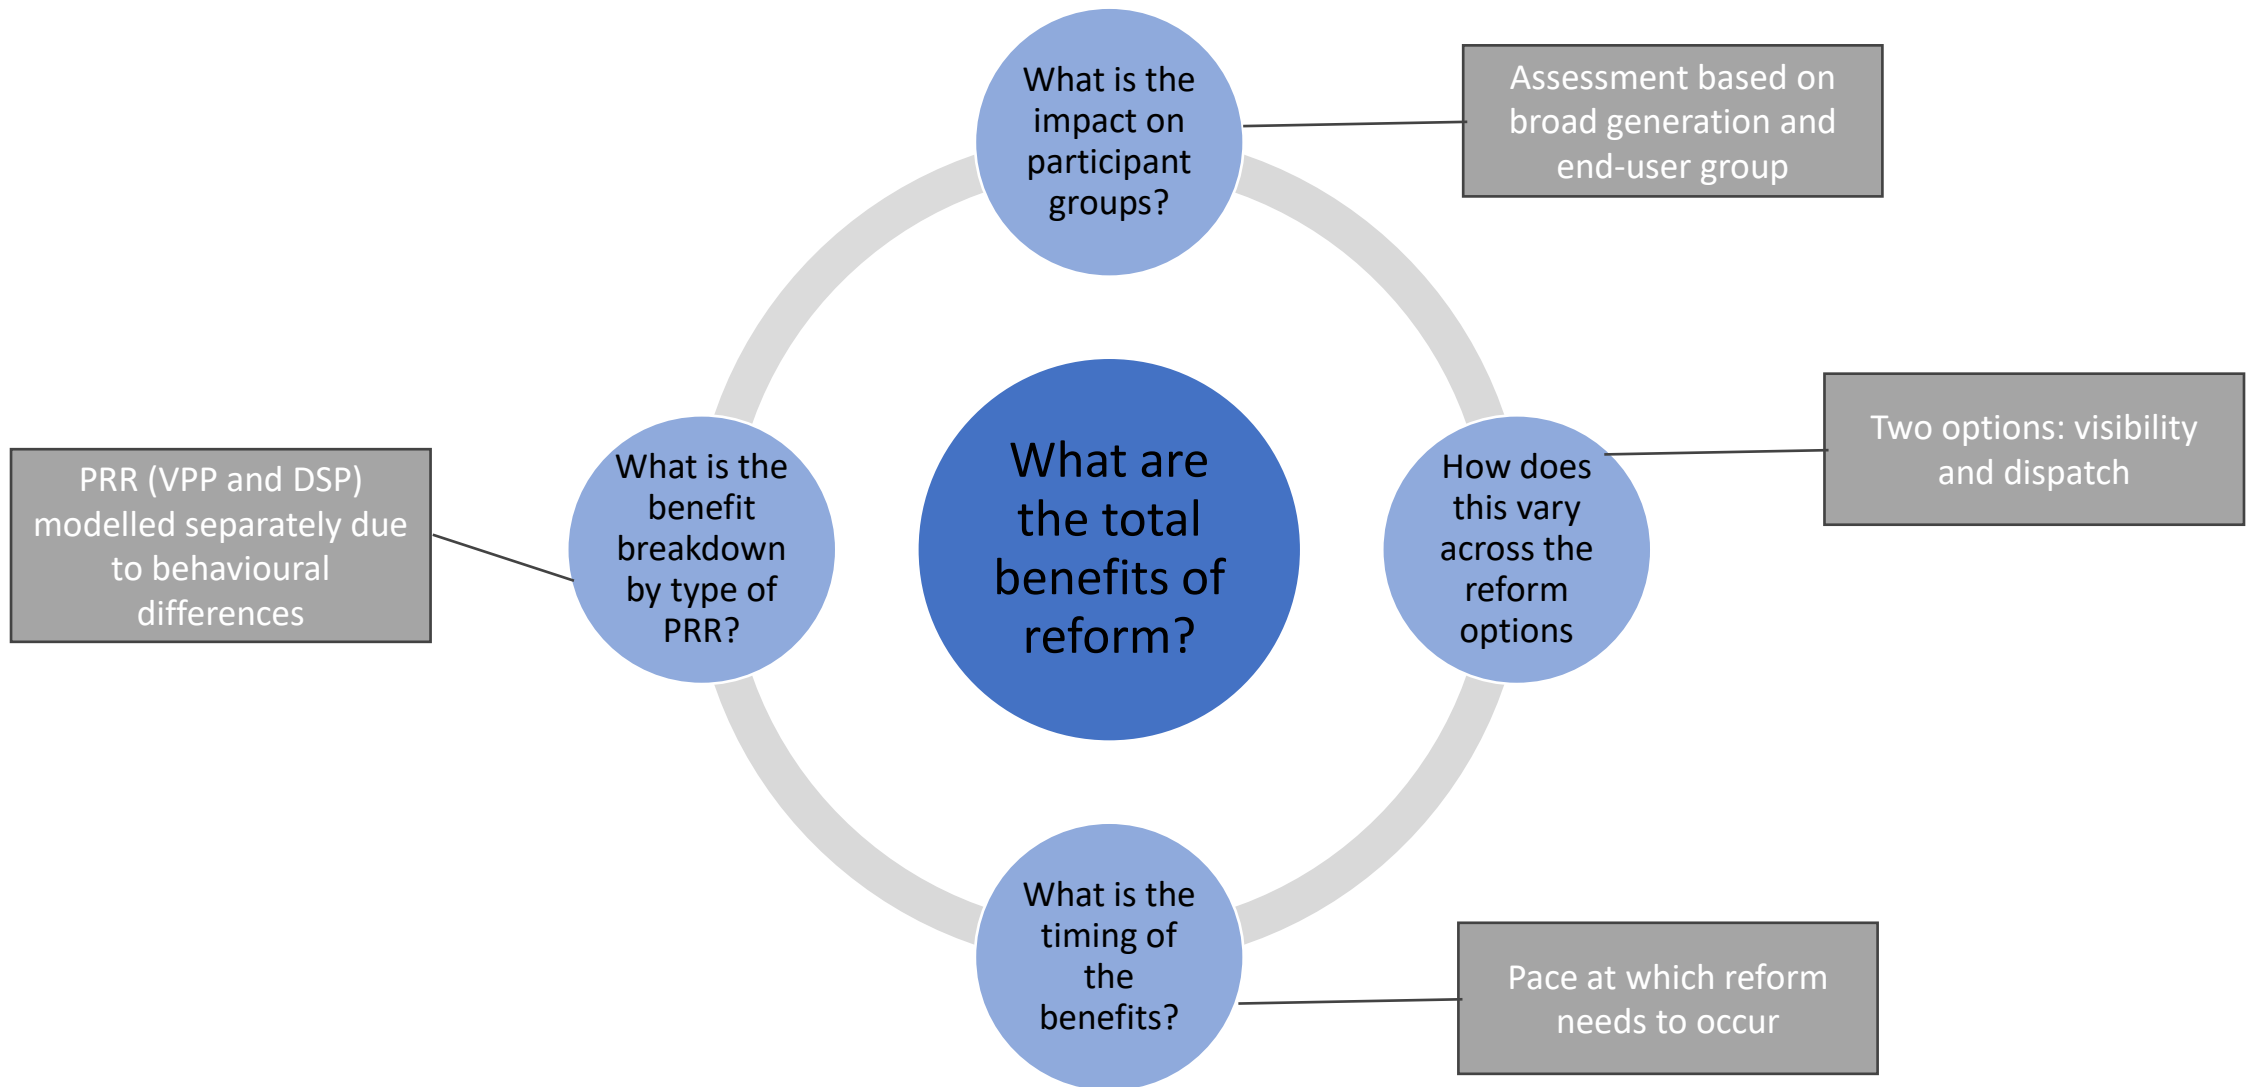 What is the
impact on
participant
groups?
Assessment based on
broad generation and
end-user group
What are
the total
benefits of
reform?
How does
this vary
across the
reform
options
Two options: visibility
and dispatch
What is the
timing of
the
benefits?
Pace at which reform
needs to occur
What is the
benefit
breakdown
by type of
PRR?
PRR (VPP and DSP)
modelled separately due
to behavioural
differences